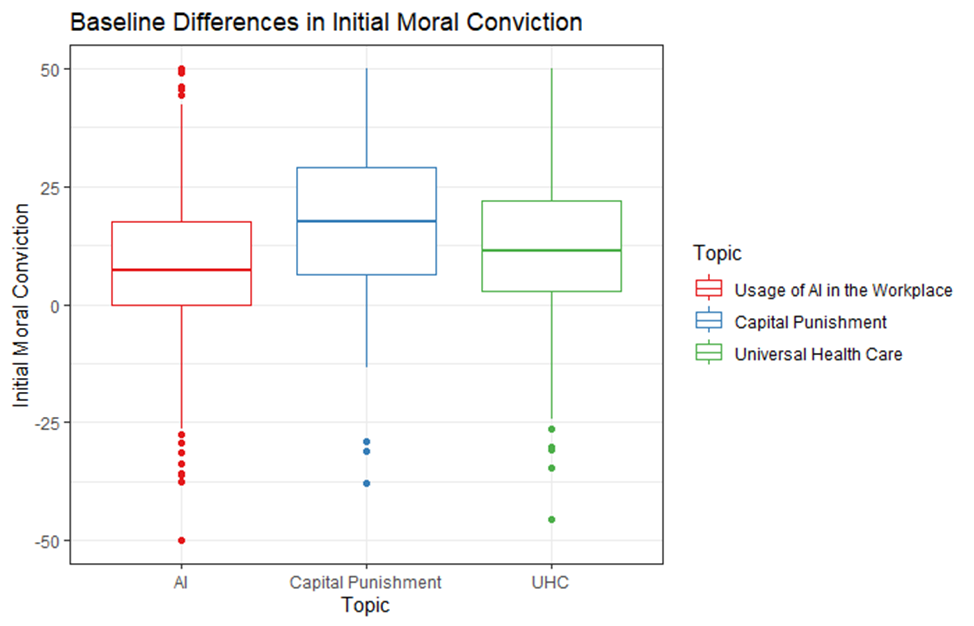 Baseline Differences in Initial Moral Conviction
50
25
0
-25
-50
Initial Moral Conviction
AI
Capital Punishment
UHC
Topic
Topic
Usage of AI in the Workplace
Capital Punishment
Universal Health Care